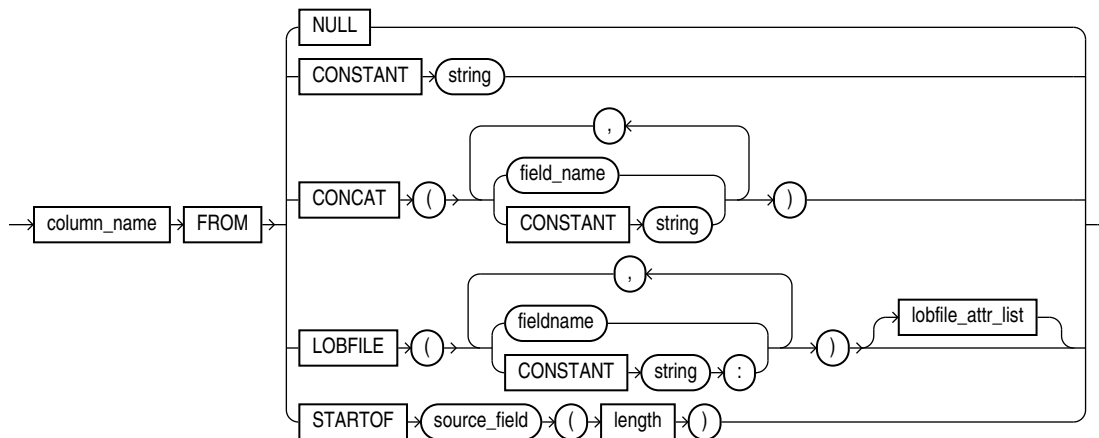 NULL
CONSTANT string
,
field_name
CONCAT ( )
CONSTANT string
column_name FROM
,
fieldname
lobfile_attr_list
LOBFILE ( )
CONSTANT string :
STARTOF source_field ( length )